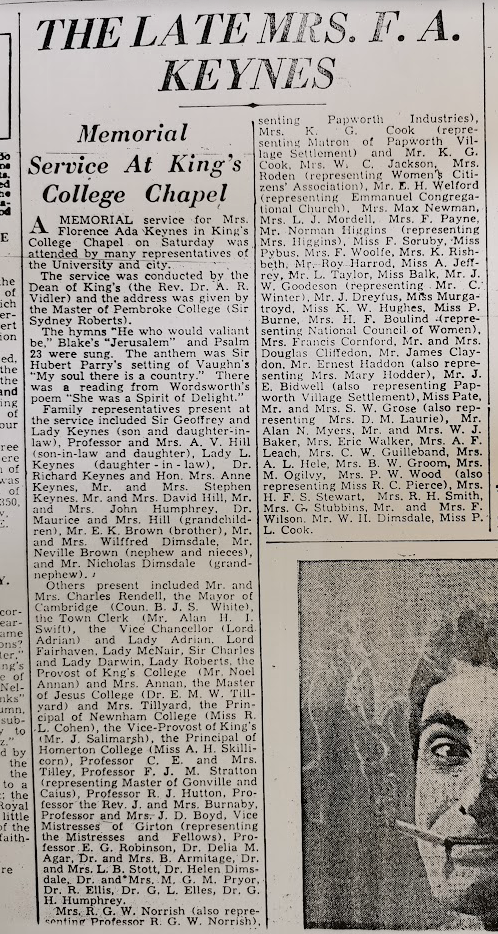 THE LATE MRS. F. A.
KEYNES
Memorial
Service At King's
College Chapel
A MEMORIAL service for Mrs.
Florence Ada Keynes in King's
College Chapel on Saturday was
attended by many representatives of
the University and city.
The service was conducted by the
Dean of King's (the Rev. Dr. A. R.
Vidler) and the address was given by
the Master of Pembroke College (Sir
Sydney Roberts).
The hymns "He who would valiant
be," Blake's "Jerusalem" and Psalm
23 were sung. The anthem was Sir
Hubert Parry's setting of Vaughn's
"My soul there is a country." There
was a reading from Wordsworth's
poem "She was a Spirit of Delight."
Family representatives present at
the service included Sir Geoffrey and
Lady Keynes (son and daughter-in-
law), Professor and Mrs. A. V. Hill
(son-in-law and daughter), Lady L.
Keynes (daughter-in-law), Dr.
Richard Keynes and Hon. Mrs. Anne
Keynes, Mr. and Mrs. Stephen
Keynes, Mr. and Mrs. David Hill, Mr.
and Mrs. John Humphrey, Dr.
Maurice and Mrs. Hill (grandchild-
ren), Mr. E. K. Brown (brother), Mr.
and Mrs. Wilffred Dimsdale, Mr.
Neville Brown (nephew and nieces),
and Mr. Nicholas Dimsdale (grand-
nephew).
Others present included Mr. and
Mrs. Charles Rendell, the Mayor of
Cambridge (Coun. B. J. S. White),
the Town Clerk (Mr. Alan H. I.
Swift), the Vice Chancellor (Lord
Adrian) and Lady Adrian, Lord
Fairhaven, Lady McNair, Sir Charles
and Lady Darwin, Lady Roberts, the
Provost of Kng's College (Mr. Noel
Annan) and Mrs. Annan, the Master
of Jesus College (Dr. E. M. W. Till-
yard) and Mrs. Tillyard, the Prin-
cipal of Newnham College (Miss R.
L. Cohen), the Vice-Provost of King's
(Mr. J. Salimarsh), the Principal of
Homerton College (Miss A. H. Skilli-
corn), Professor C. E. and Mrs.
Tilley, Professor F. J. M. Stratton
(representing Master of Gonville and
Caius), Professor R. J. Hutton, Pro-
fessor the Rev. J. and Mrs. Burnaby,
Professor and Mrs. J. D. Boyd, Vice
Mistresses of Girton (representing
the Mistresses and Fellows), Pro-
fessor E. G. Robinson, Dr. Delia M.
Agar, Dr. and Mrs. B. Armitage, Dr.
and Mrs. L. B. Stott, Dr. Helen Dims-
dale, Dr. and Mrs. M. G. M. Pryor,
Dr. R. Ellis, Dr. G. L. Elles, Dr. G.
H. Humphrey.
Mrs. R. G. W. Norrish (also repre-
senting Professor R. G. W. Norrish),
senting Papworth Industries),
Mrs. K. G. Cook (repre-
senting Matron of Papworth Vil-
lage Settlement) and Mr. K. G.
Cook, Mrs. W. C. Jackson, Mrs.
Roden (representing Women's Citi-
zens' Association), Mr. E. H. Welford
(representing Emmanuel Congrega-
tional Church), Mrs. Max Newman,
Mrs. L. J. Mordell, Mrs. F. Payne,
Mr. Norman Higgins (representing
Mrs. Higgins), Miss F. Soruby, Miss
Pybus, Mrs. F. Woolfe, Mrs. K. Rish-
beth, Mr. Roy Harrod, Miss A. Jeff-
rey, Mr. L. Taylor, Miss Balk, Mr. J.
W. Goodeson (representing Mr. C.
Winter), Mr. J. Dreyfus, Miss Murga-
troyd, Miss K. W. Hughes, Miss P.
Burne, Mrs. H. F. Boulind (repre-
senting National Council of Women),
Mrs. Francis Cornford, Mr. and Mrs.
Douglas Cliffedon, Mr. James Clay-
don, Mr. Ernest Haddon (also repre-
senting Mrs. Mary Hodder), Mr. J.
E. Bidwell (also representing Pap-
worth Village Settlement), Miss Pate,
Mr. and Mrs. S. W. Grose (also rep-
resenting Mrs. D. M. Laurie), Mr.
Alan N. Myers, Mr. and Mrs. W. J.
Baker, Mrs. Eric Walker, Mrs. A. F.
Leach, Mrs. C. W. Guilleband, Mrs.
A. L. Hele, Mrs. B. W. Groom, Mrs.
M. Ogilvy, Mrs. P. W. Wood (also
representing Miss R C. Pierce), Mrs.
H. F. S. Stewart, Mrs. R. H. Smith,
Mrs. G. Stubbins, Mr. and Mrs. F.
Wilson. Mr. W. H. Dimsdale, Miss P.
L. Cook.